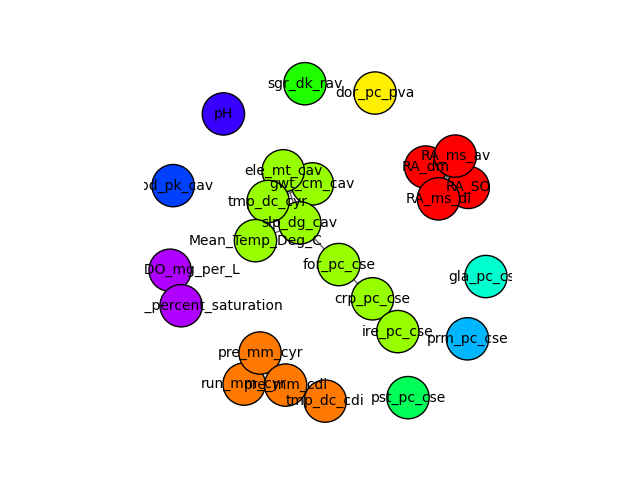 sgr_dk_rav
dor_pc_pva
pH
RA_ms_av
RA_dm
ele_mt_cav
gwt_cm_cav
RA_SO
pd_pk_cav
RA_ms_di
tmp_dc_cyr
slp_dg_cav
Mean_Temp_Deg_C
for_pc_cse
DO_mg_per_L
gla_pc_cs
crp_pc_cse
_percent_saturation
ire_pc_cse
prm_pc_cse
pre_mm_cyr
run_mm_cyr
pre_mm_cdi
pst_pc_cse
tmp_dc_cdi